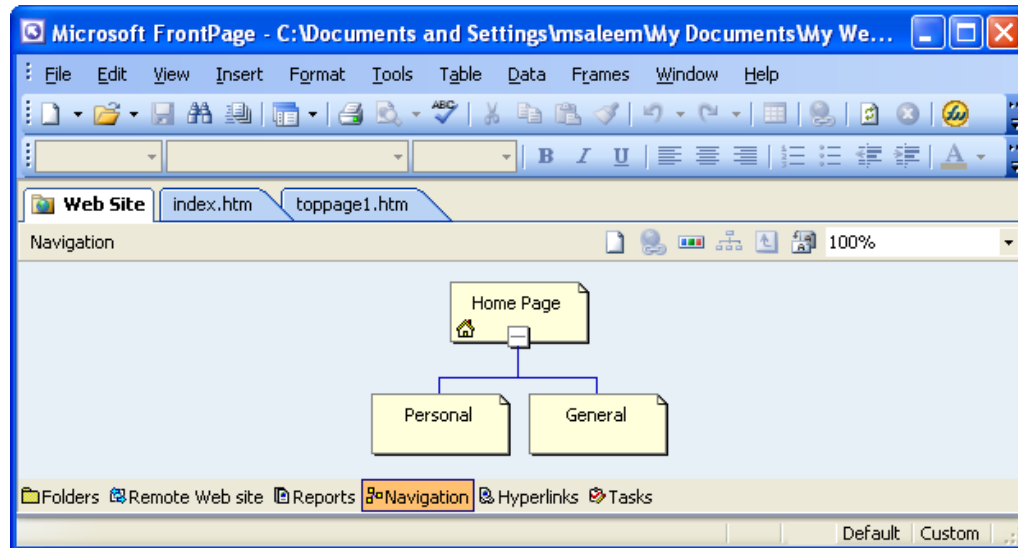 Microsoft FrontPage - C:\Documents and Settings\msaleem\My Documents\My We...
File Edit View Insert Format Tools Table Data Frames Window Help
ABC
B I U A
Web Site index.htm toppage1.htm
Navigation 100%
Home Page
Personal General
Folders Remote Web site Reports Navigation Hyperlinks Tasks
Default Custom